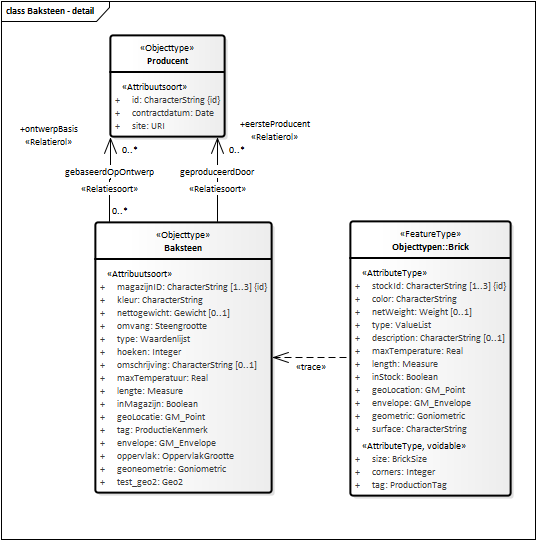 class Baksteen - detail
«Objecttype»
Producent
«Attribuutsoort»
+ id: CharacterString {id}
+ contractdatum: Date
+ site: URI
+ontwerpBasis
«Relatierol»
0..*
+eersteProducent
«Relatierol»
0..*
gebaseerdOpOntwerp
«Relatiesoort»
0..*
geproduceerdDoor
«Relatiesoort»
«Objecttype»
Baksteen
«Attribuutsoort»
+ magazijnID: CharacterString [1..3] {id}
+ kleur: CharacterString
+ nettogewicht: Gewicht [0..1]
+ omvang: Steengrootte
+ type: Waardenlijst
+ hoeken: Integer
+ omschrijving: CharacterString [0..1]
+ maxTemperatuur: Real
+ lengte: Measure
+ inMagazijn: Boolean
+ geoLocatie: GM_Point
+ tag: ProductieKenmerk
+ envelope: GM_Envelope
+ oppervlak: OppervlakGrootte
+ geoneometrie: Goniometric
+ test_geo2: Geo2
«trace»
«FeatureType»
Objecttypen::Brick
«AttributeType»
+ stockId: CharacterString [1..3] {id}
+ color: CharacterString
+ netWeight: Weight [0..1]
+ type: ValueList
+ description: CharacterString [0..1]
+ maxTemperature: Real
+ length: Measure
+ inStock: Boolean
+ geoLocation: GM_Point
+ envelope: GM_Envelope
+ geometric: Goniometric
+ surface: CharacterString
«AttributeType, voidable»
+ size: BrickSize
+ corners: Integer
+ tag: ProductionTag